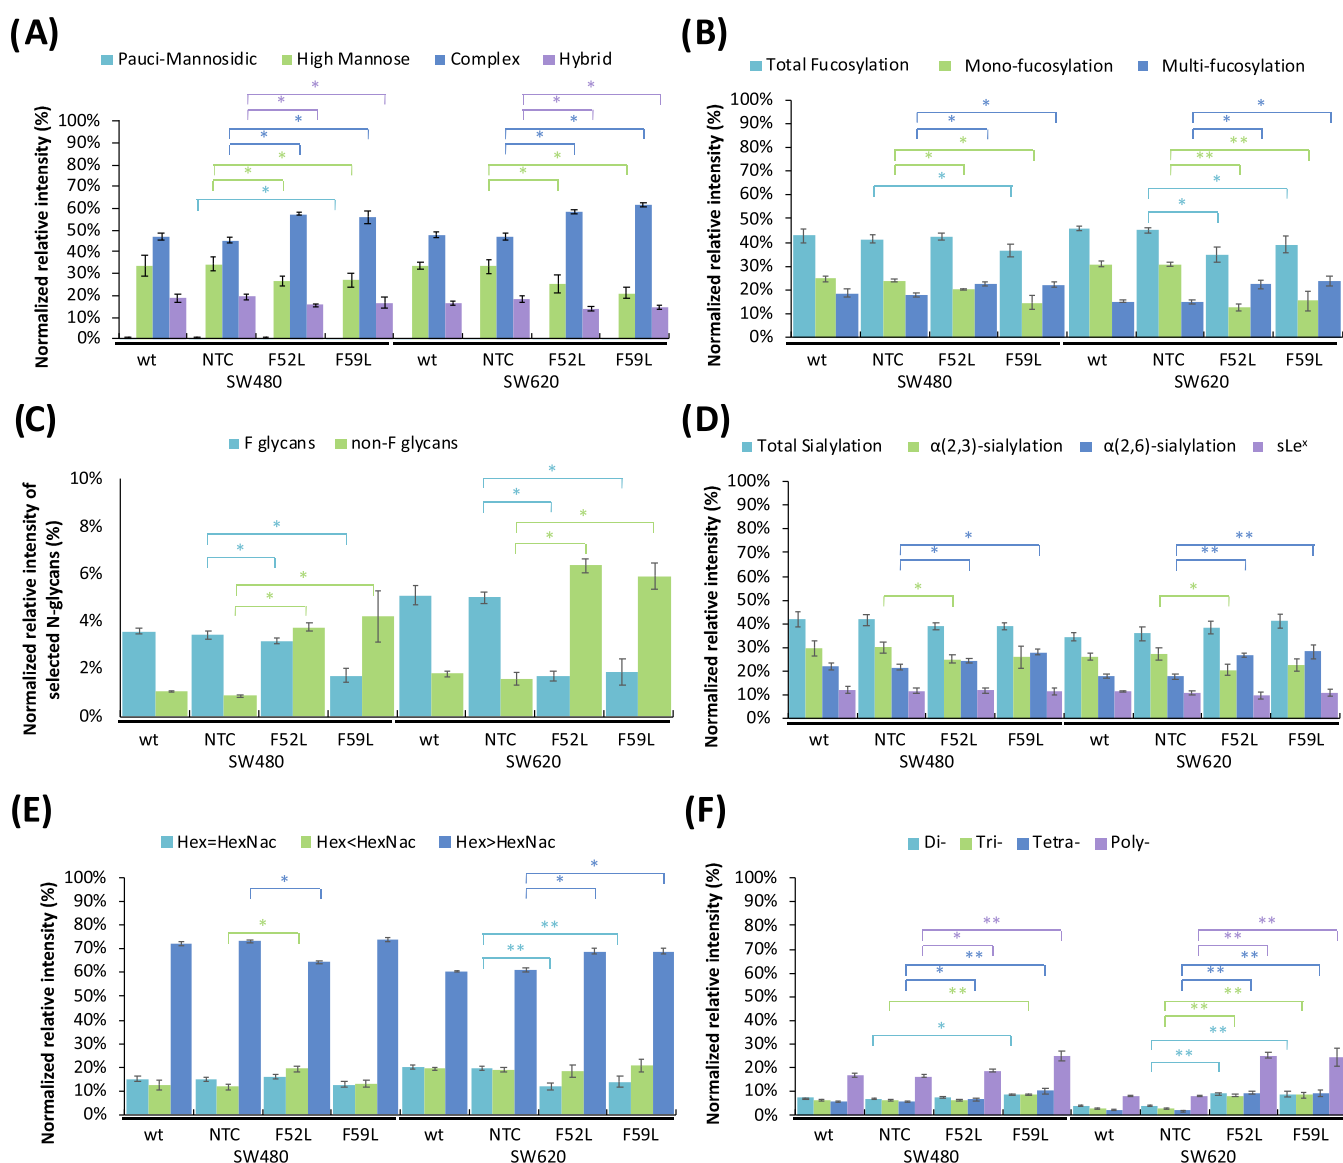 (A)
Pauci-Mannosidic High Mannose Complex Hybrid
Normalized relative intensity (%)
100%
90%
80%
70%
60%
50%
40%
30%
20%
10%
0%
* * * * * * * * * * * * *
wt NTC F52L F59L wt NTC F52L F59L
SW480 SW620
(B)
Total Fucosylation Mono-fucosylation Multi-fucosylation
Normalized relative intensity (%)
100%
90%
80%
70%
60%
50%
40%
30%
20%
10%
0%
* * * * * * * ** ** * *
wt NTC F52L F59L wt NTC F52L F59L
SW480 SW620
(C)
F glycans non-F glycans
Normalized relative intensity of
selected N-glycans (%)
10%
8%
6%
4%
2%
0%
* * * * * * * *
wt NTC F52L F59L wt NTC F52L F59L
SW480 SW620
(D)
Total Sialylation α(2,3)-sialylation α(2,6)-sialylation sLeˣ
Normalized relative intensity (%)
100%
90%
80%
70%
60%
50%
40%
30%
20%
10%
0%
* * * ** ** *
wt NTC F52L F59L wt NTC F52L F59L
SW480 SW620
(E)
Hex=HexNac Hex<HexNac Hex>HexNac
Normalized relative intensity (%)
100%
90%
80%
70%
60%
50%
40%
30%
20%
10%
0%
* * * * ** **
wt NTC F52L F59L wt NTC F52L F59L
SW480 SW620
(F)
Di- Tri- Tetra- Poly-
Normalized relative intensity (%)
100%
90%
80%
70%
60%
50%
40%
30%
20%
10%
0%
** * ** * ** * ** ** ** ** ** ** ** **
wt NTC F52L F59L wt NTC F52L F59L
SW480 SW620